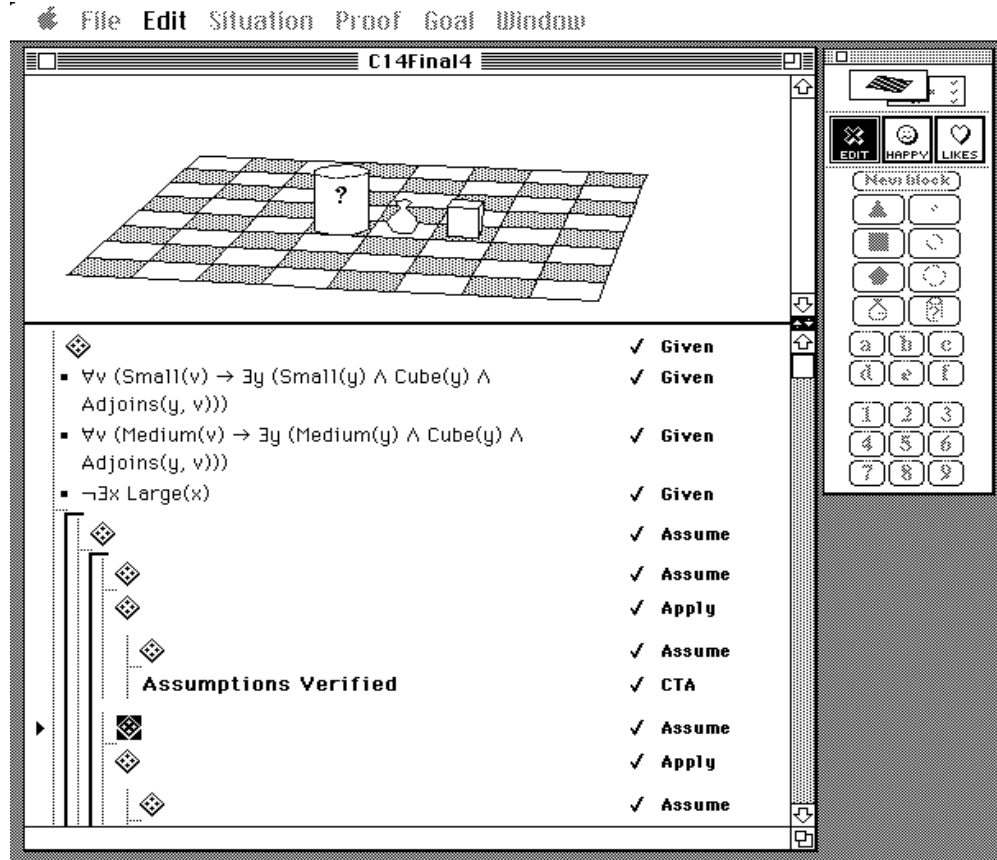 File Edit Situation Proof Goal Window
C14Final4
?
EDIT HAPPY LIKES
New block
a b c
d e f
1 2 3
4 5 6
7 8 9
✓ Given
▪ ∀v (Small(v) → ∃y (Small(y) ∧ Cube(y) ∧ ✓ Given
Adjoins(y, v)))
▪ ∀v (Medium(v) → ∃y (Medium(y) ∧ Cube(y) ∧ ✓ Given
Adjoins(y, v)))
▪ ¬∃x Large(x) ✓ Given
✓ Assume
✓ Assume
✓ Apply
✓ Assume
Assumptions Verified ✓ CTA
✓ Assume
✓ Apply
✓ Assume